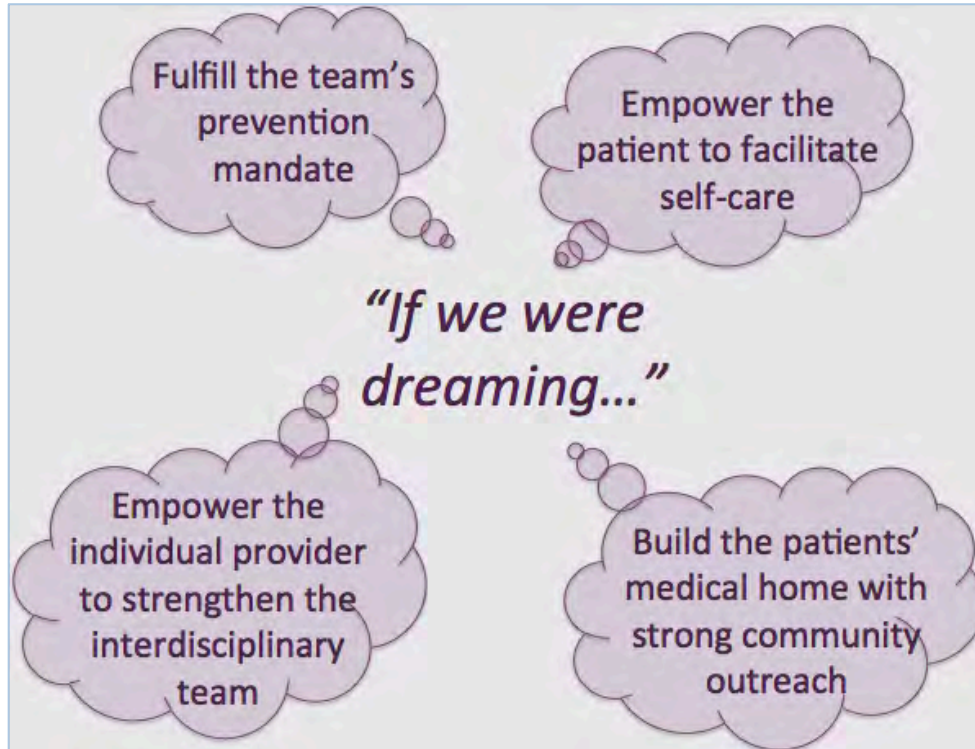 Fulfill the team’s
prevention
mandate
Empower the
patient to facilitate
self-care
“If we were
dreaming…”
Empower the
individual provider
to strengthen the
interdisciplinary
team
Build the patients’
medical home with
strong community
outreach